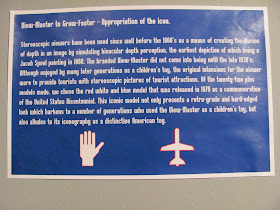 View-Master to Grow-Faster - Appropriation of the icon.
Stereoscopic viewers have been used since well before the 1800's as a means of creating the illusion
of depth in an image by simulating binocular depth perception, the earliest depiction of which being a
Jacob Spoel painting in 1860. The branded View-Master did not come into being until the late 1930's.
Although enjoyed by many later generations as a children's toy, the original intensions for the viewer
were to provide tourists with stereoscopic pictures of tourist attractions. Of the twenty-five plus
models made, we chose the red white and blue model that was released in 1976 as a commemoration
of the United States Bicentennial. This iconic model not only presents a retro-grade and hard-edged
look which harkens to a number of generations who used the View-Master as a children's toy, but
also alludes to its iconography as a distinctive American toy.